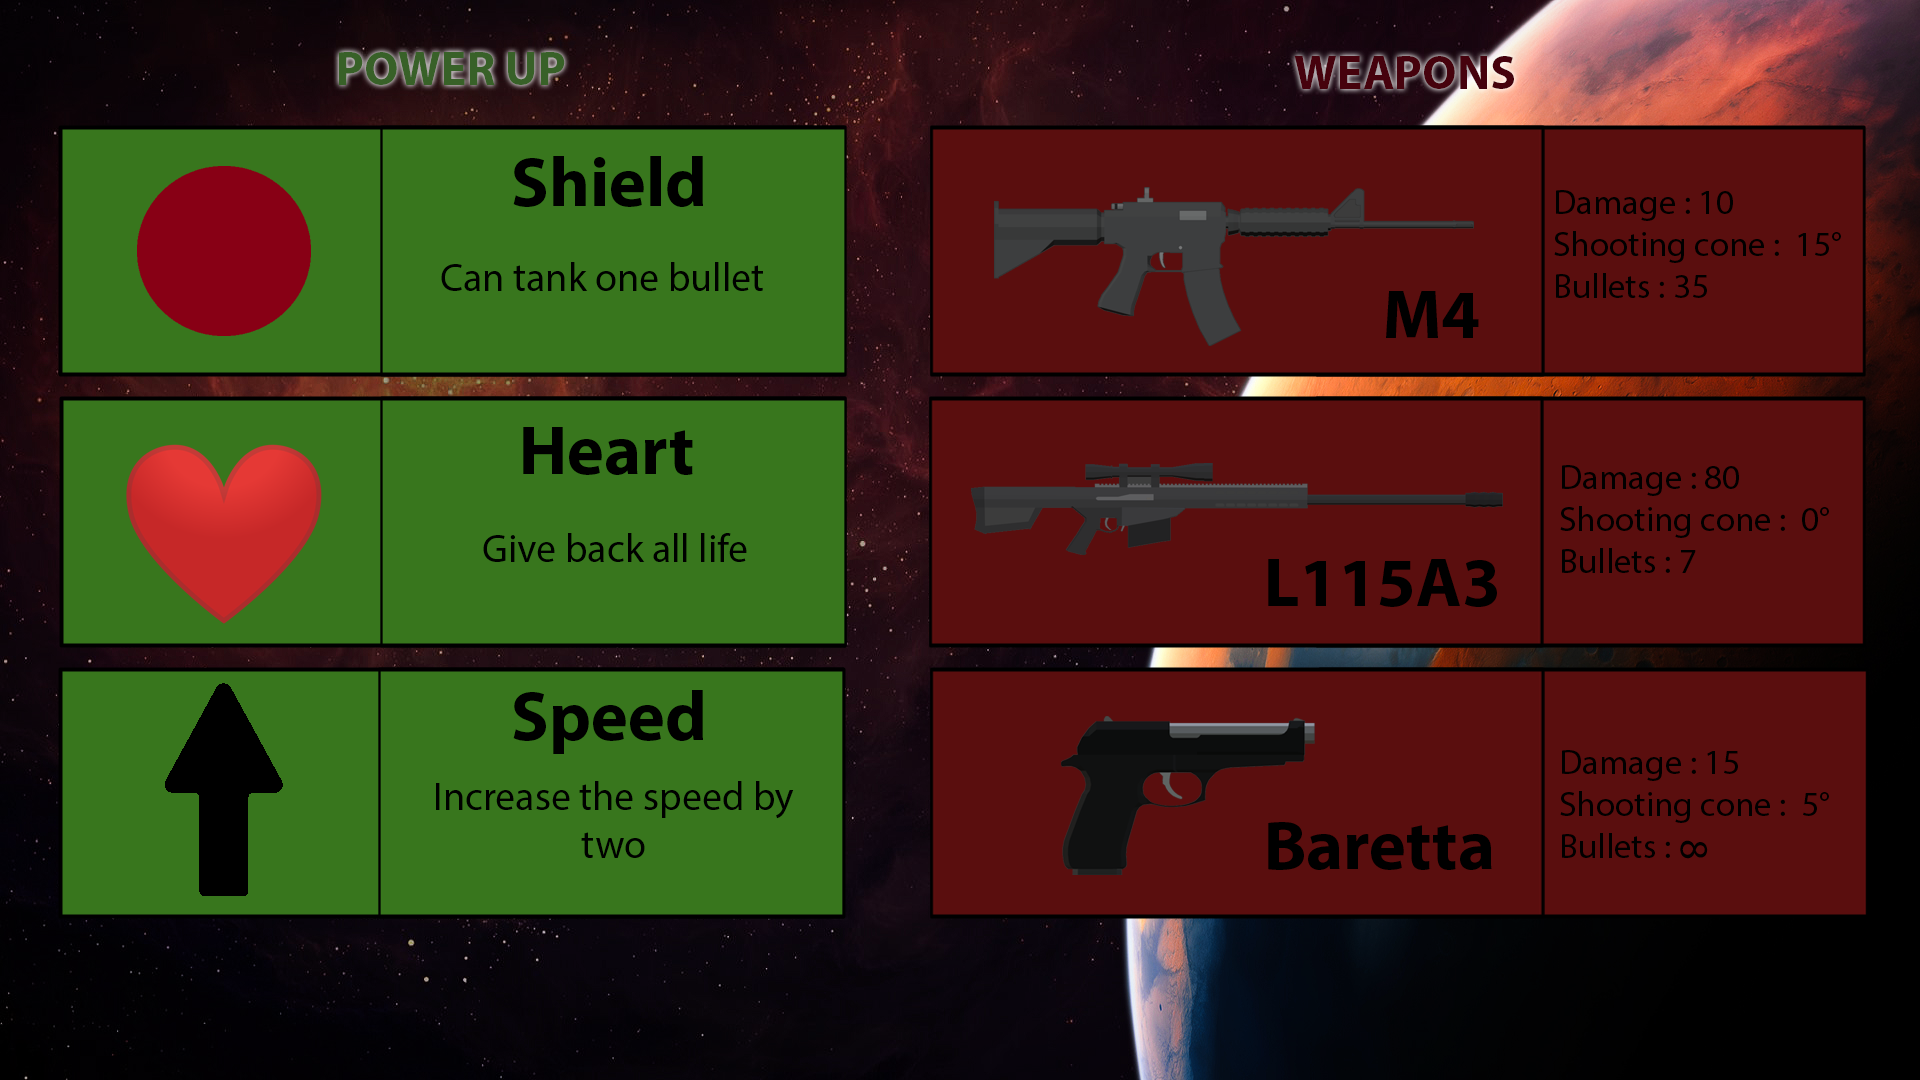 POWER UP
Shield
Can tank one bullet
Heart
Give back all life
Speed
Increase the speed by
two
WEAPONS
M4
Damage : 10
Shooting cone :  15°
Bullets : 35
L115A3
Damage : 80
Shooting cone :  0°
Bullets : 7
Baretta
Damage : 15
Shooting cone :  5°
Bullets : ∞